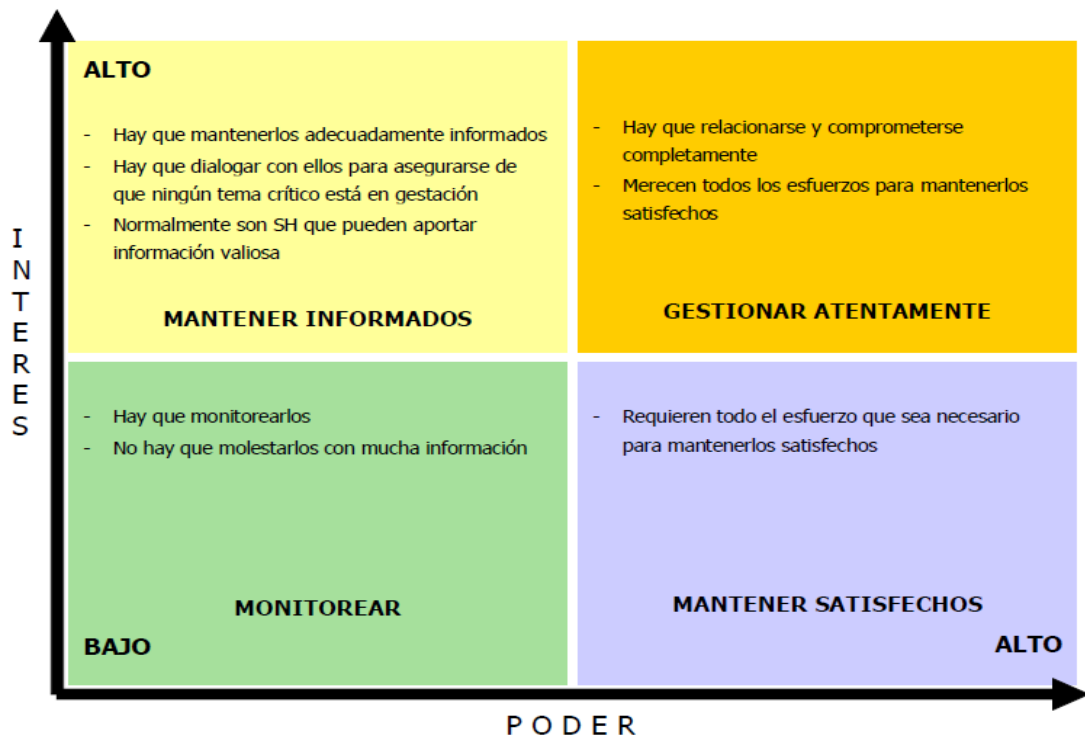 ALTO
- Hay que mantenerlos adecuadamente informados
- Hay que dialogar con ellos para asegurarse de
que ningún tema crítico está en gestación
- Normalmente son SH que pueden aportar
información valiosa
MANTENER INFORMADOS
- Hay que relacionarse y comprometerse
completamente
- Merecen todos los esfuerzos para mantenerlos
satisfechos
GESTIONAR ATENTAMENTE
INTERES
- Hay que monitorearlos
- No hay que molestarlos con mucha información
MONITOREAR
BAJO
- Requieren todo el esfuerzo que sea necesario
para mantenerlos satisfechos
MANTENER SATISFECHOS
ALTO
PODER